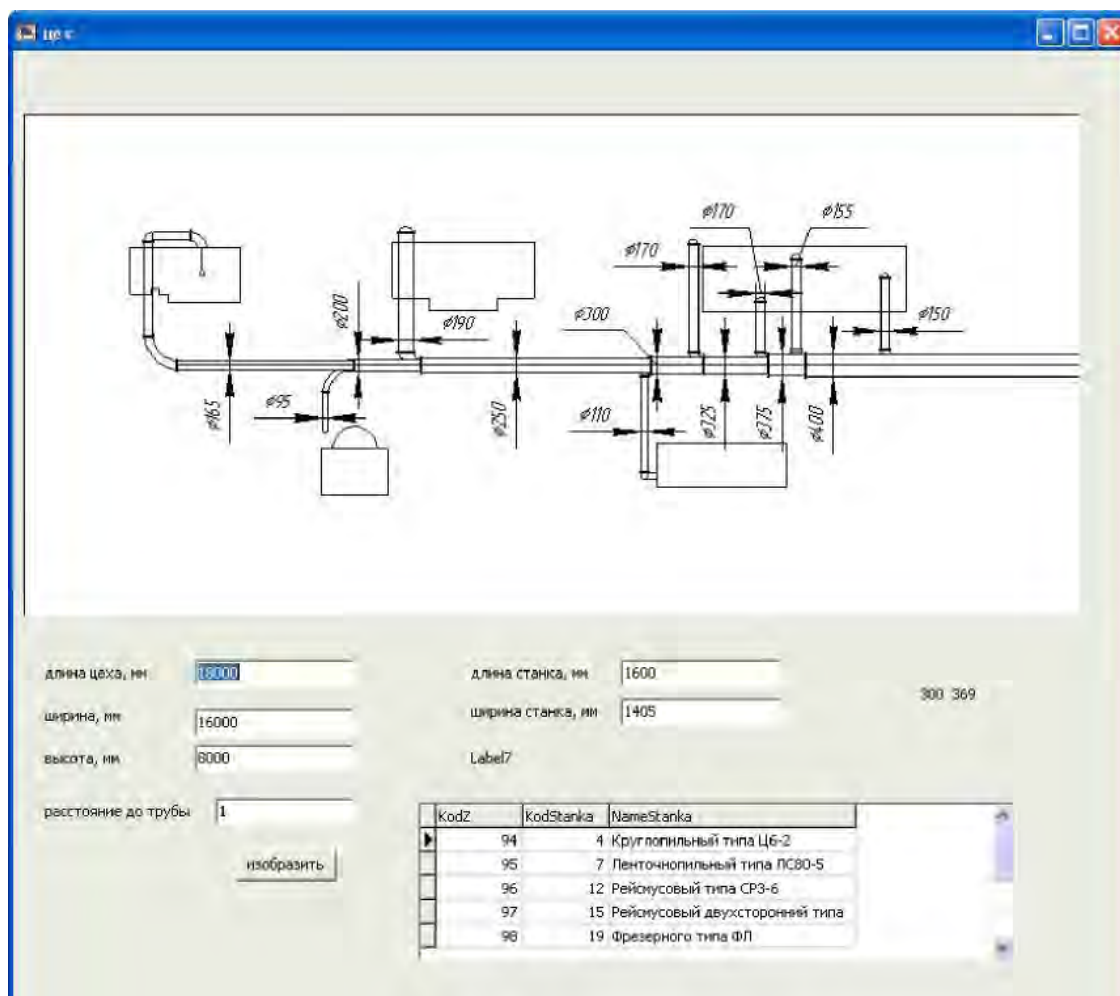 цех
ø170
ø155
ø170
ø200
ø190
ø300
ø150
ø165
ø95
ø250
ø110
ø325
ø375
ø400
длина цеха, мм
18000
ширина, мм
16000
высота, мм
8000
расстояние до трубы
1
изобразить
длина станка, мм
1600
ширина станка, мм
1405
300 369
Label7
KodZ KodStanka NameStanka
94 4 Круглопильный типа Ц6-2
95 7 Ленточнопильный типа ЛС80-5
96 12 Рейсмусовый типа СР3-6
97 15 Рейсмусовый двухсторонний типа
98 19 Фрезерного типа ФЛ